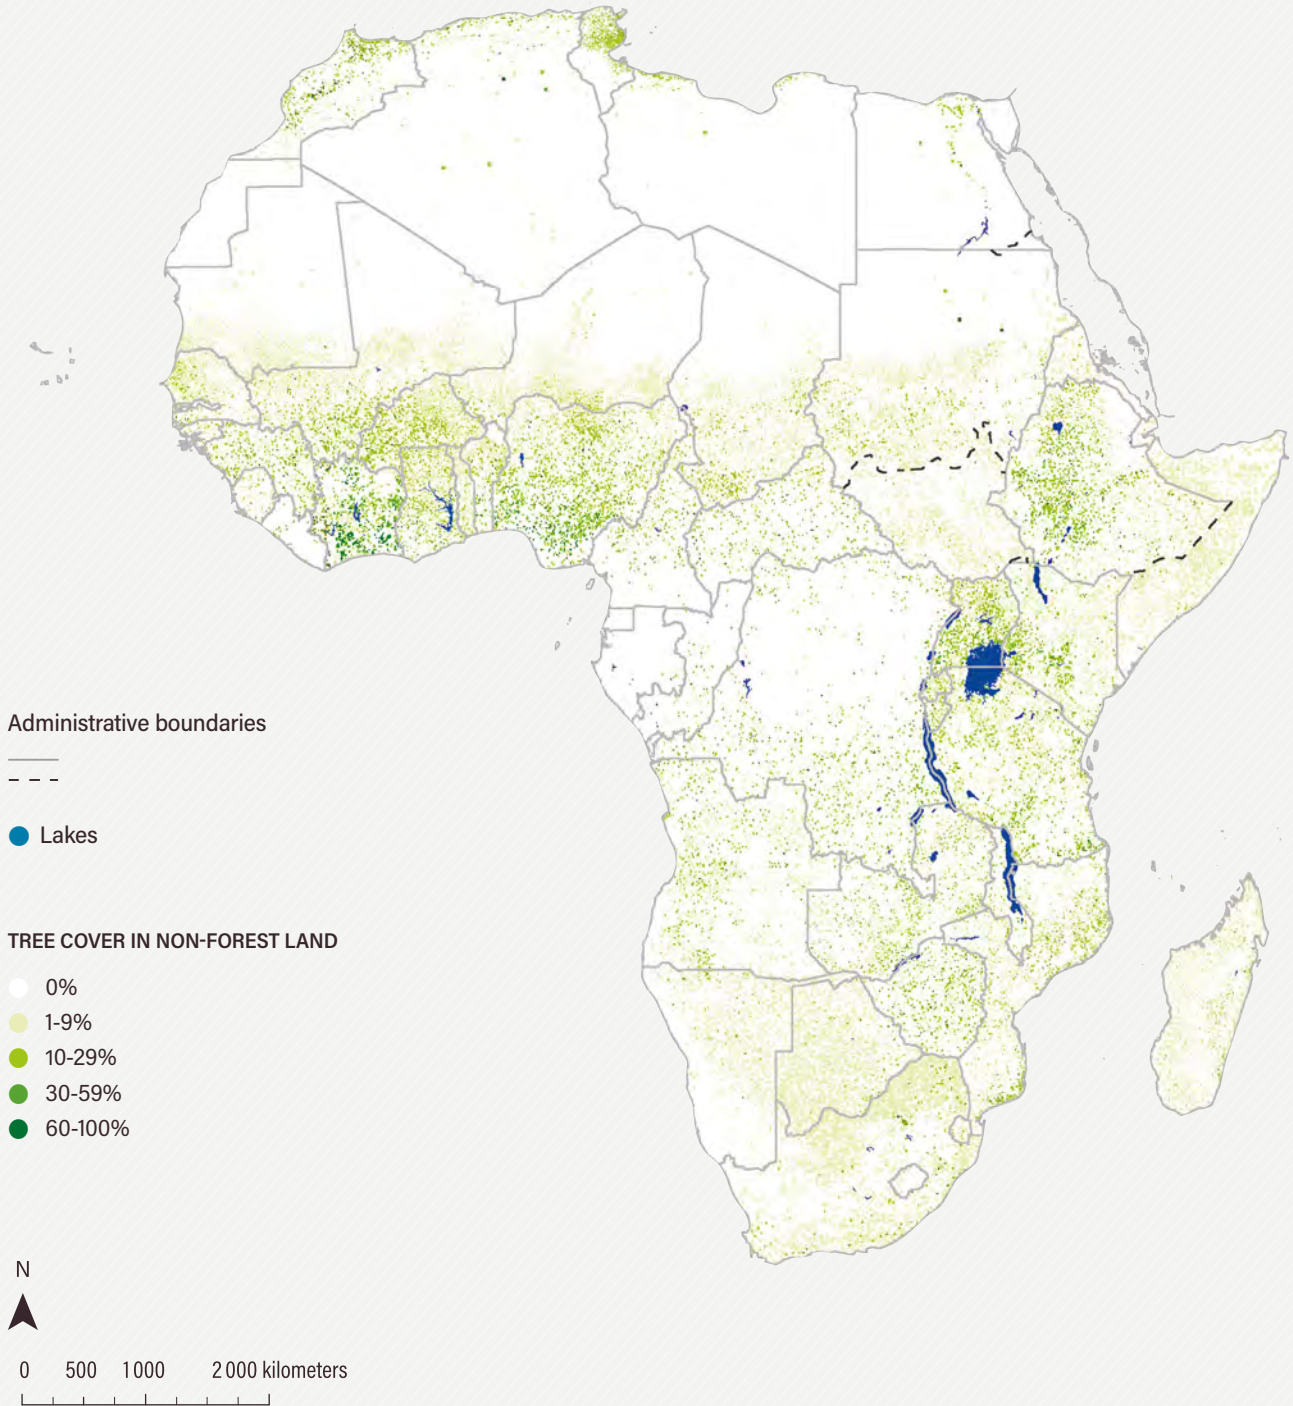 Administrative boundaries
Lakes
TREE COVER IN NON-FOREST LAND
0%
1-9%
10-29%
30-59%
60-100%
N
0 500 1 000 2 000 kilometers